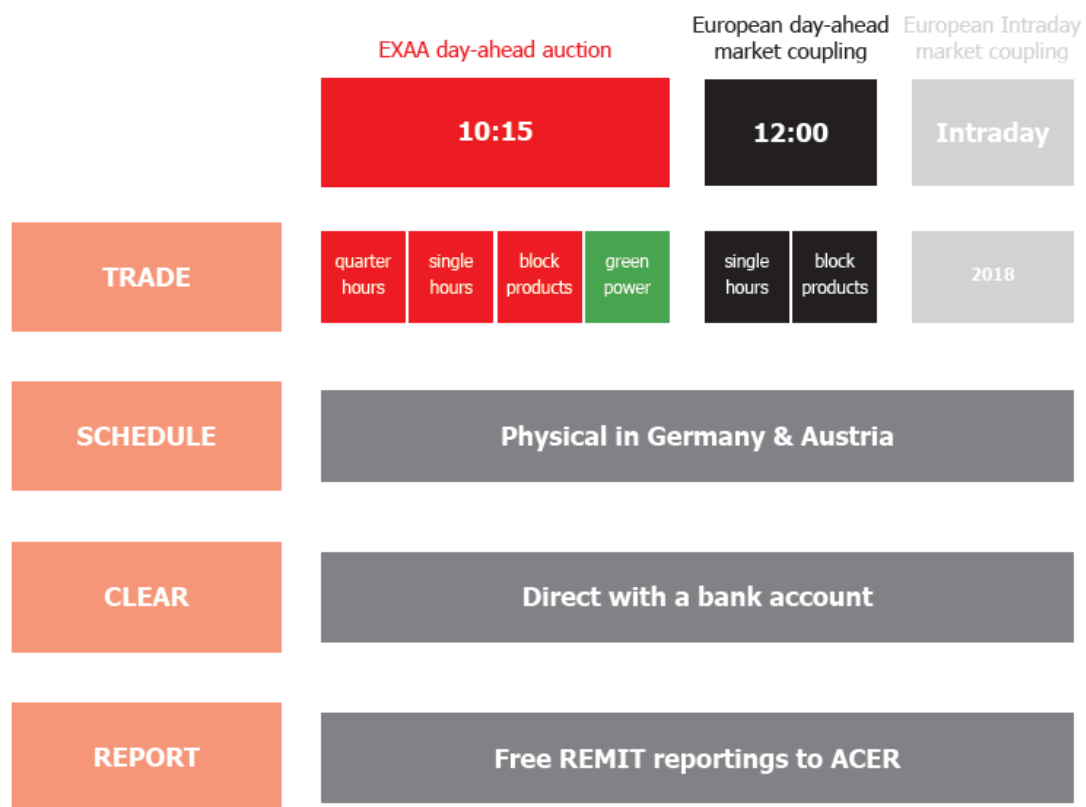 EXAA day-ahead auction
European day-ahead
market coupling
European Intraday
market coupling
10:15
12:00
Intraday
TRADE
quarter
hours
single
hours
block
products
green
power
single
hours
block
products
2018
SCHEDULE
Physical in Germany & Austria
CLEAR
Direct with a bank account
REPORT
Free REMIT reportings to ACER